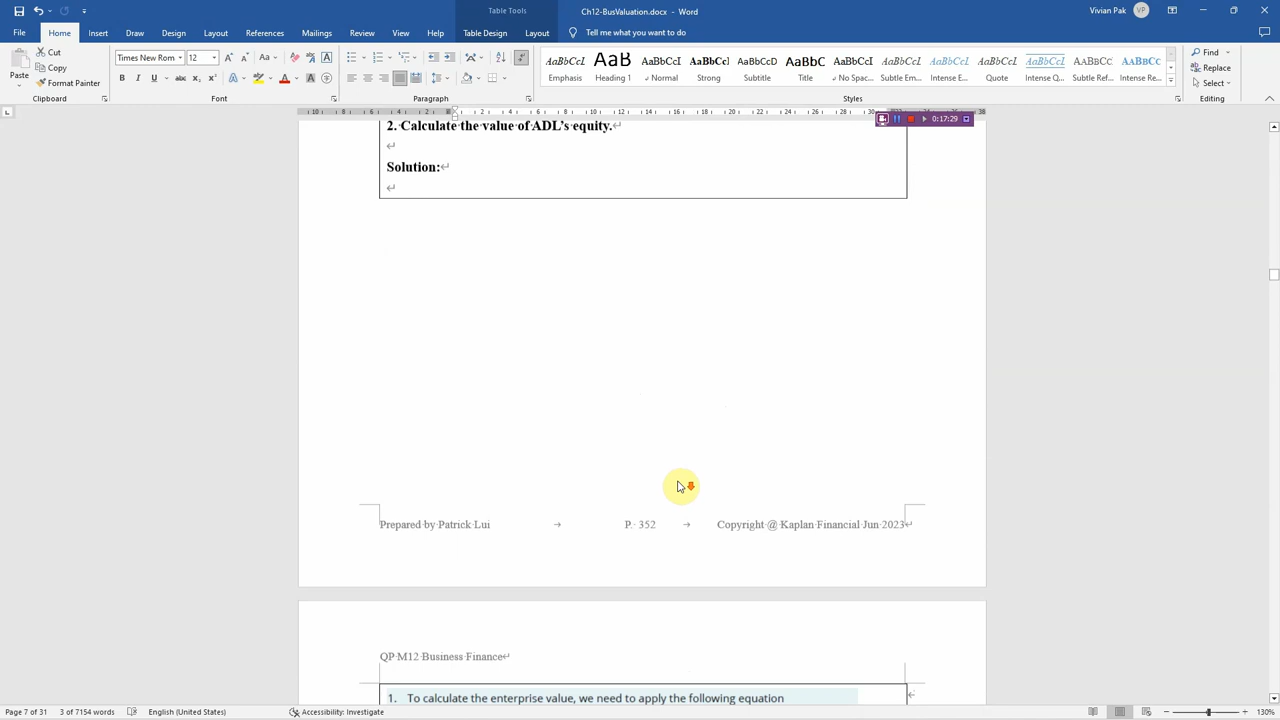 Table Tools
Ch12-BusValuation.docx - Word
Vivian Pak
VP
File
Home
Insert
Draw
Design
Layout
References
Mailings
Review
View
Help
Table Design
Layout
Tell me what you want to do
Paste
Cut
Copy
Format Painter
Clipboard
Times New Rom
12
Font
Paragraph
AaBbCcI Emphasis
AaB Heading 1
AaBbCcI Normal
AaBbCcI Strong
AaBbCcD Subtitle
AaBbC Title
AaBbCcI No Spac...
AaBbCcL Subtle Em...
AaBbCcL Intense E...
AaBbCcL Quote
AaBbCcL Intense Q...
AaBbCcL Subtle Ref...
AaBbCC Intense Re...
Styles
Find
Replace
Select
Editing
0:17:29
2. Calculate the value of ADL's equity.
Solution:
Prepared by Patrick Lui P. 352 Copyright @ Kaplan Financial Jun 2023
QP M12 Business Finance
1. To calculate the enterprise value, we need to apply the following equation
Page 7 of 31
3 of 7154 words
English (United States)
Accessibility: Investigate
130%